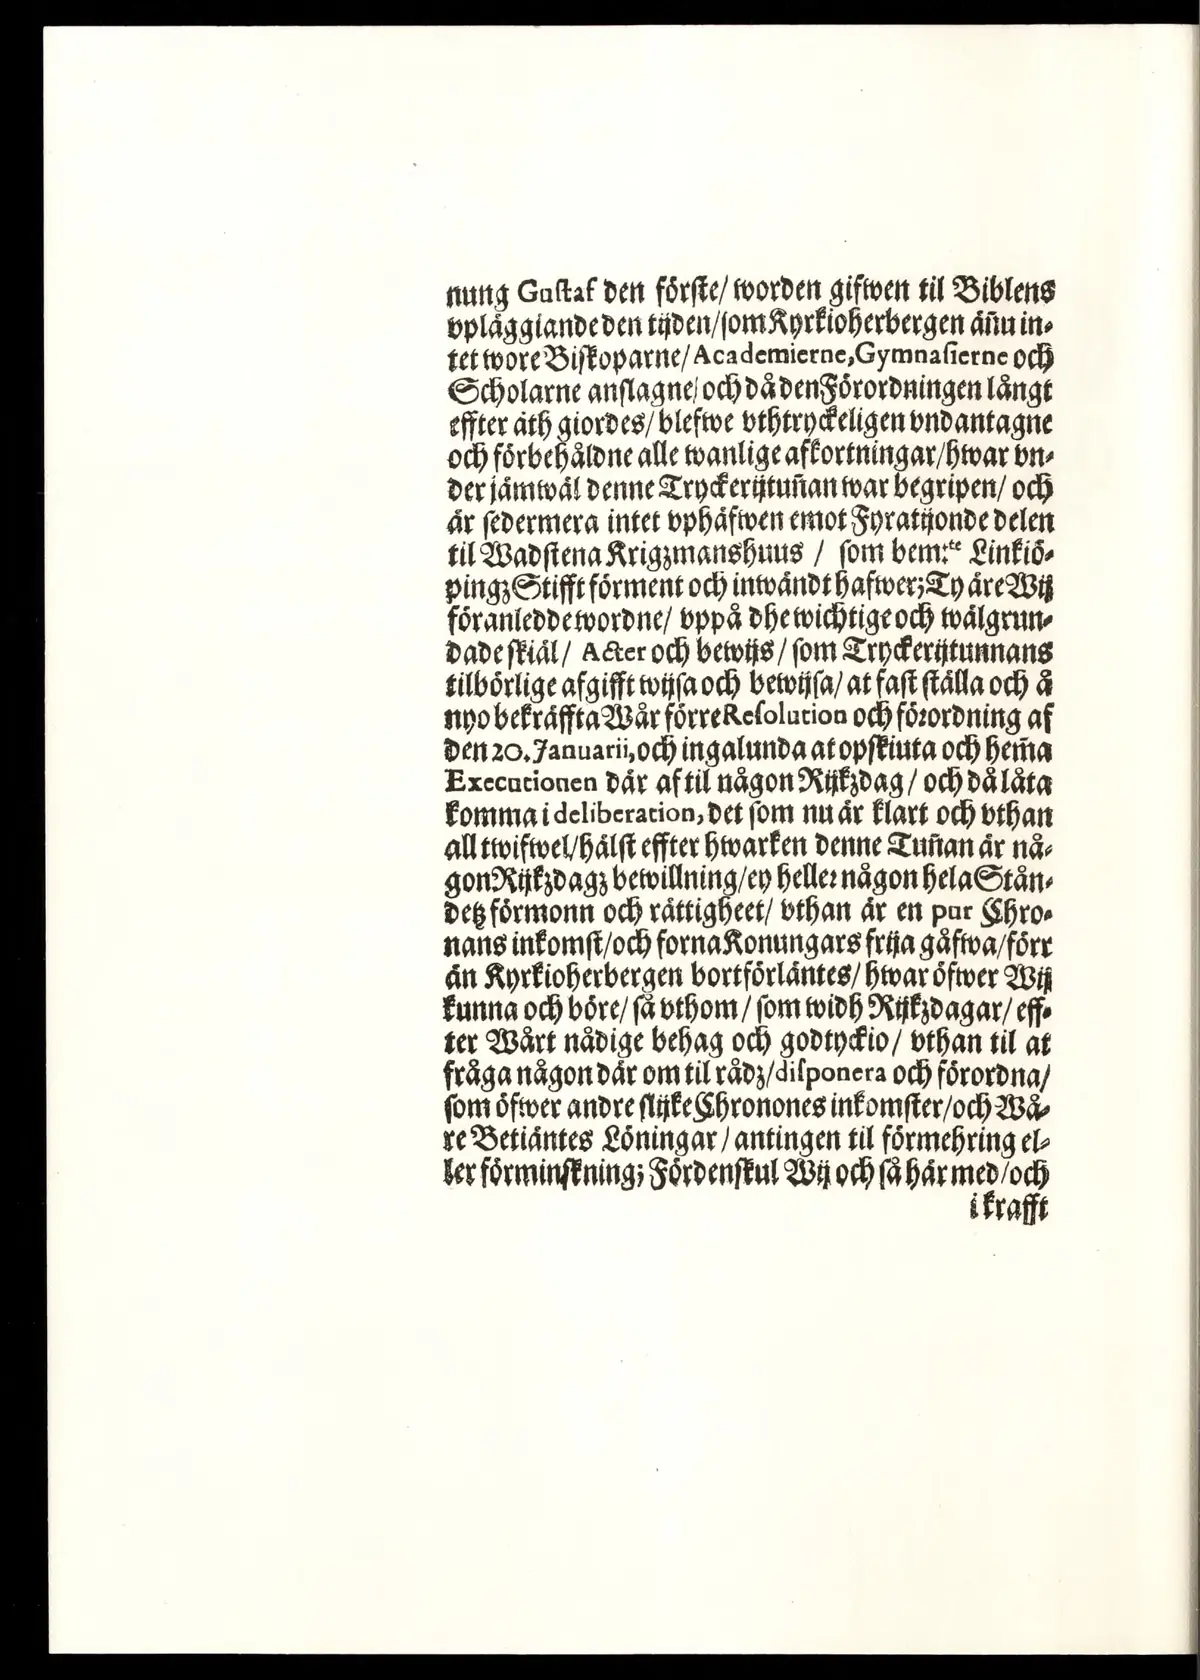 nung Gustaf den förste/ worden gifwen til Biblens
vpläggiande den tijden/som Kyrkioherbergen äñu in-
tet wore Biskoparne/Academierne,Gymnasierne och
Scholarne anslagne/och då den Förordningen långt
effter åth giordes/ blefwe vthtryckeligen vndantagne
och förbehåldne alle wanlige afkortningar/hwar vn-
der jämwäl denne Tryckerijtuñan war begripen/ och
är sedermera intet vphäfwen emot Fyratijonde delen
til Wadstena Krigzmanshuus / som bem:te Linkiö-
pingz Stifft förment och inwändt hafwer; Ty äre Wij
föranledde wordne/ vppå dhe wichtige och wälgrun-
dade skiäl/ Acter och bewijs/ som Tryckerijtunnans
tilbörlige afgifft wijsa och bewijsa/ at fast ställa och å
nyo bekräffta Wår förre Resolution och förordning af
den 20. Januarii, och ingalunda at opskiuta och hem̃a
Executionen där af til någon Rijkzdag/ och då låta
komma i deliberation, det som nu är klart och vthan
all twifwel/hälst effter hwarken denne Tuñan är nå-
gon Rijkzdagz bewillning/ey heller någon hela Stån-
detz förmonn och rättigheet/ vthan är en pur Chro-
nans inkomst/och forna Konungars frija gåfwa/förr
än Kyrkioherbergen bortförläntes/ hwar öfwer Wij
kunna och böre/ så vthom/ som widh Rijkzdagar/ eff-
ter Wårt nådige behag och godtyckio/ vthan til at
fråga någon där om til rådz/disponera och förordna/
som öfwer andre slijke Chronones inkomster/och Wå-
re Betiäntes Löningar/antingen til förmehring el-
ler förminskning; Fördenskul Wij och så här med/och
i krafft